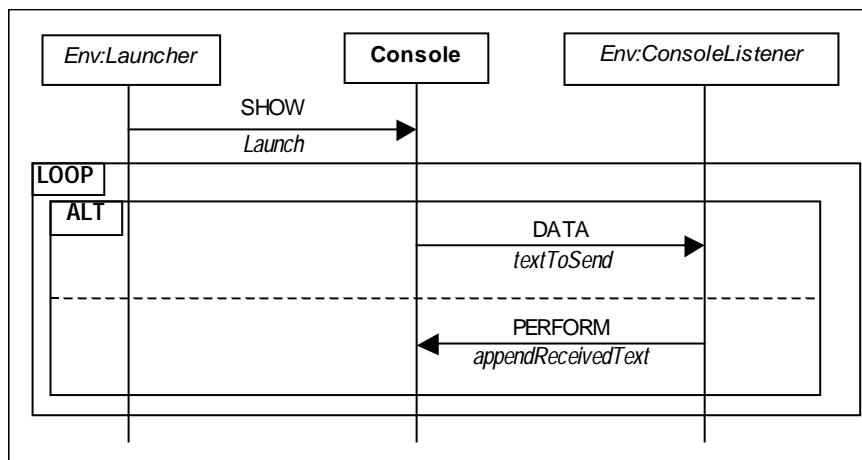 Env:Launcher
Console
Env:ConsoleListener
SHOW
Launch
LOOP
ALT
DATA
textToSend
PERFORM
appendReceivedText